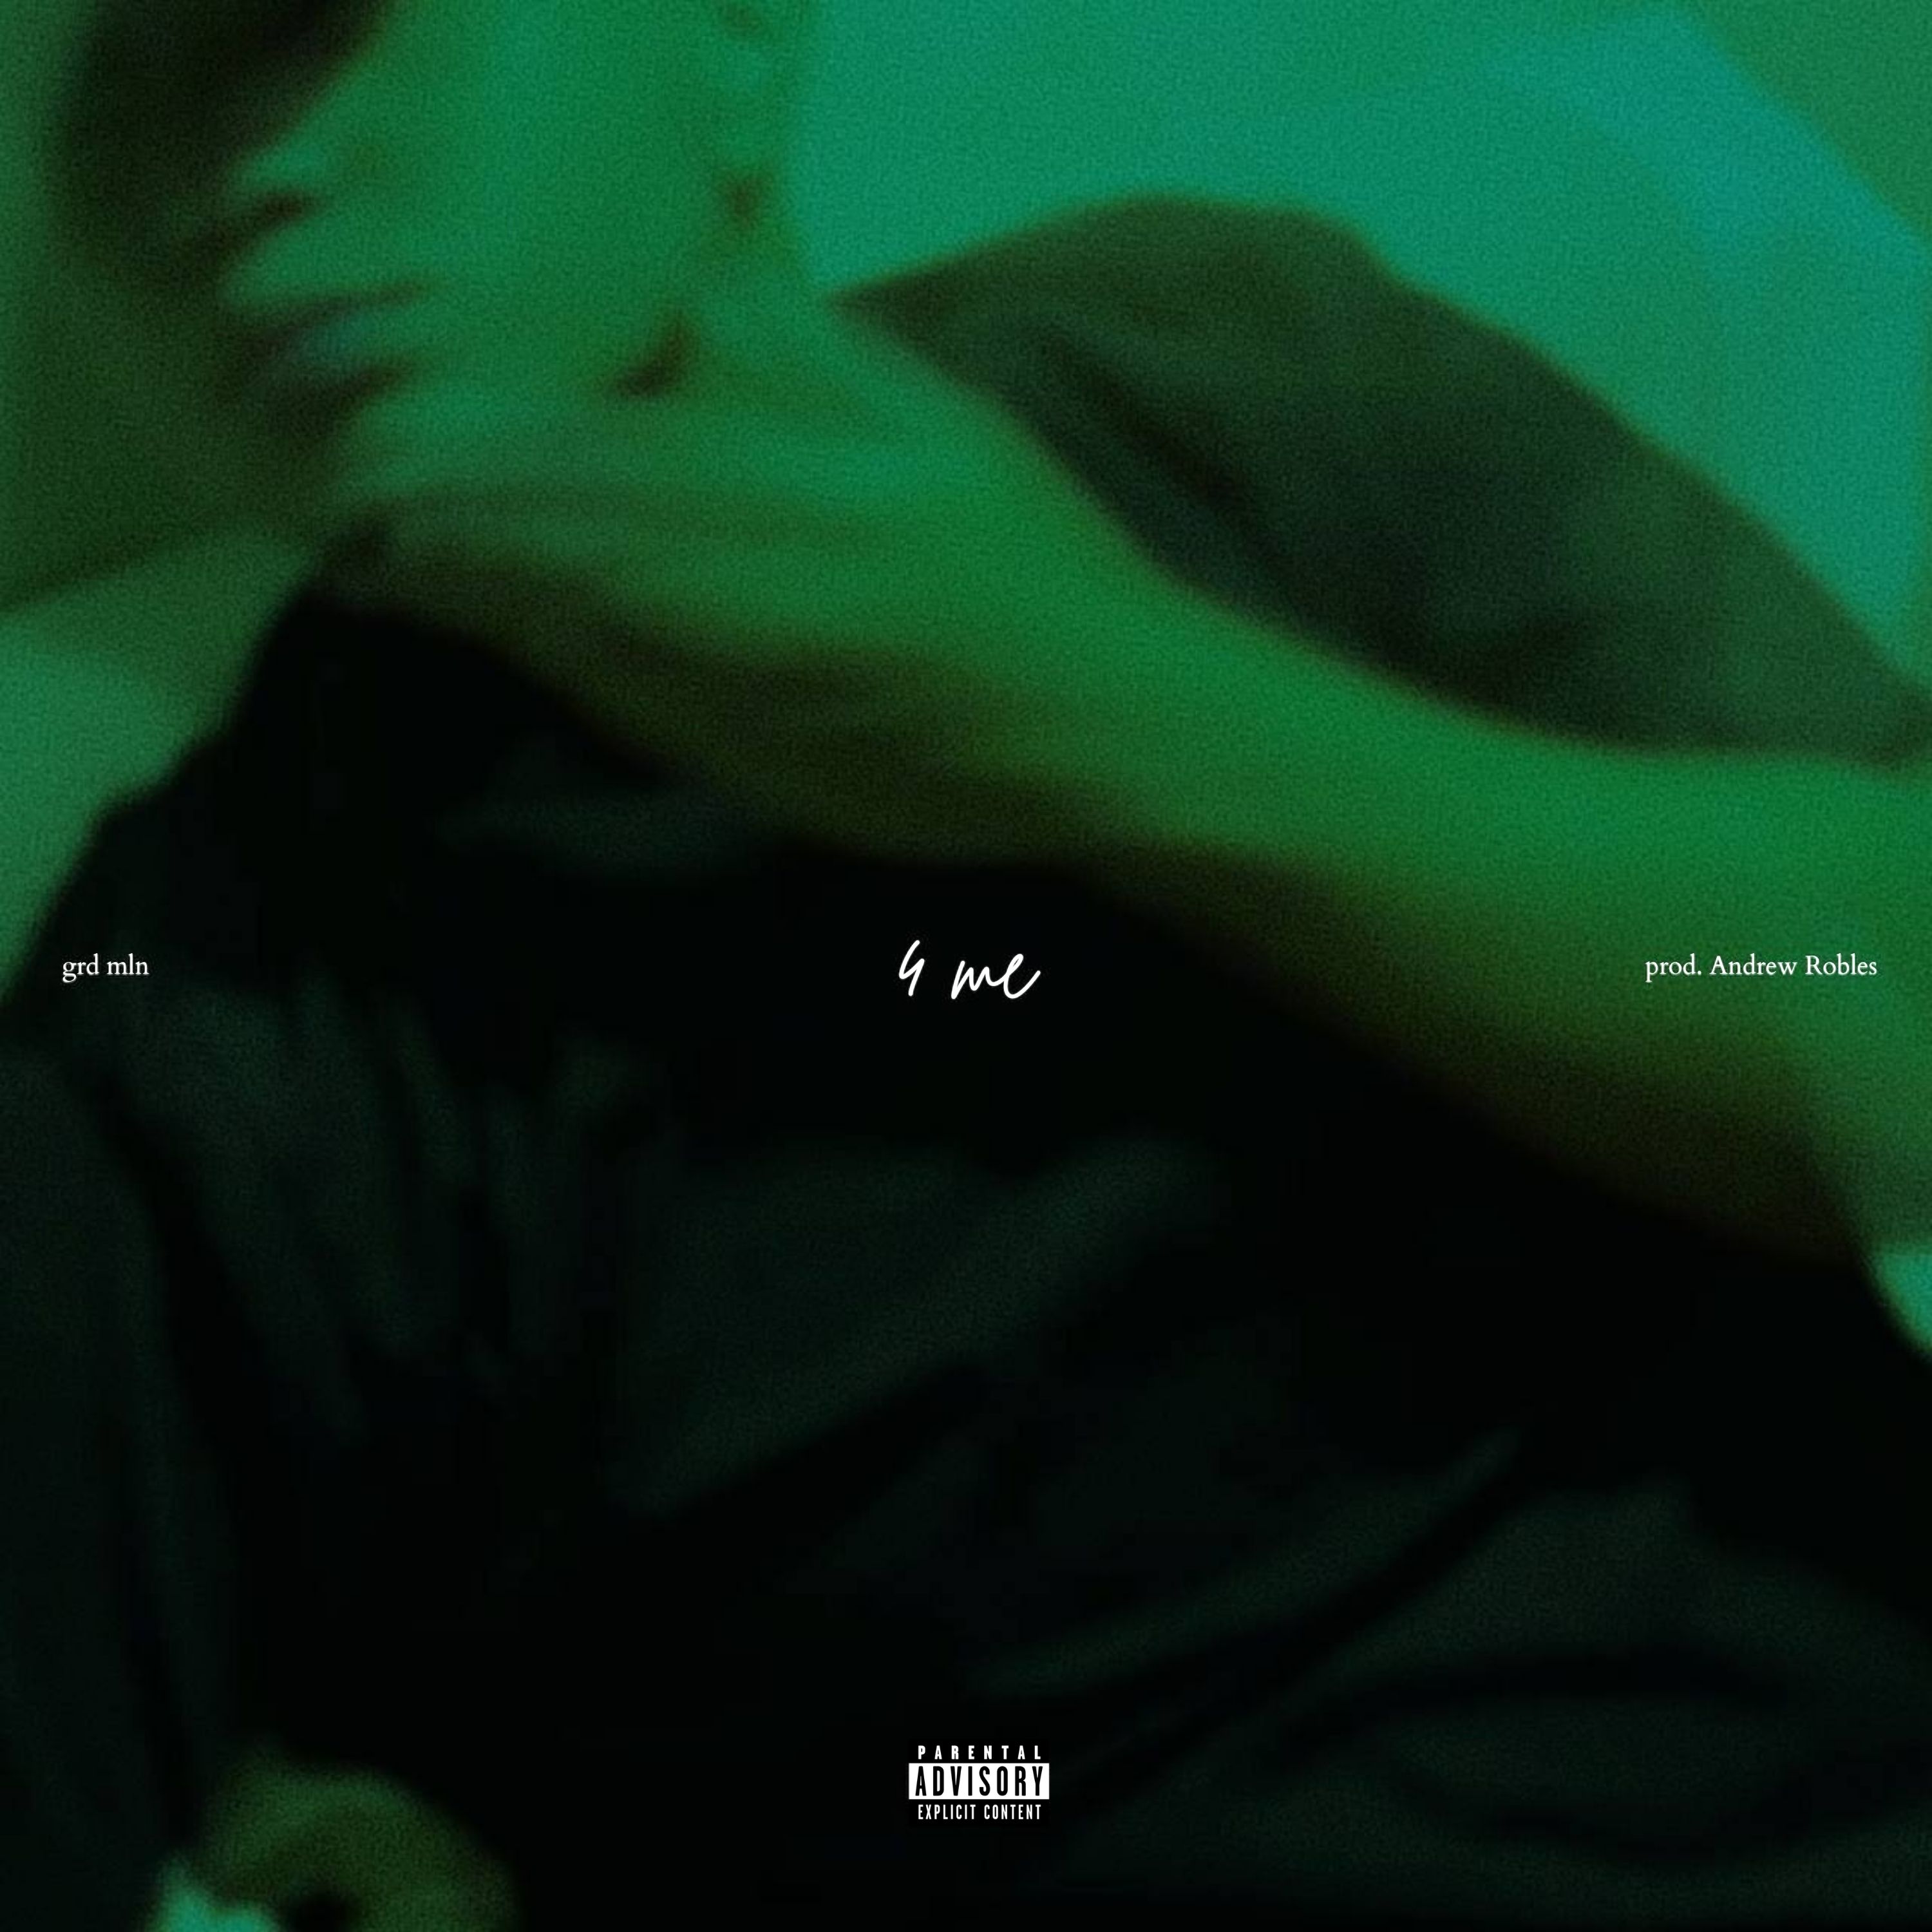 grd mln
4 me
prod. Andrew Robles
PARENTAL
ADVISORY
EXPLICIT CONTENT